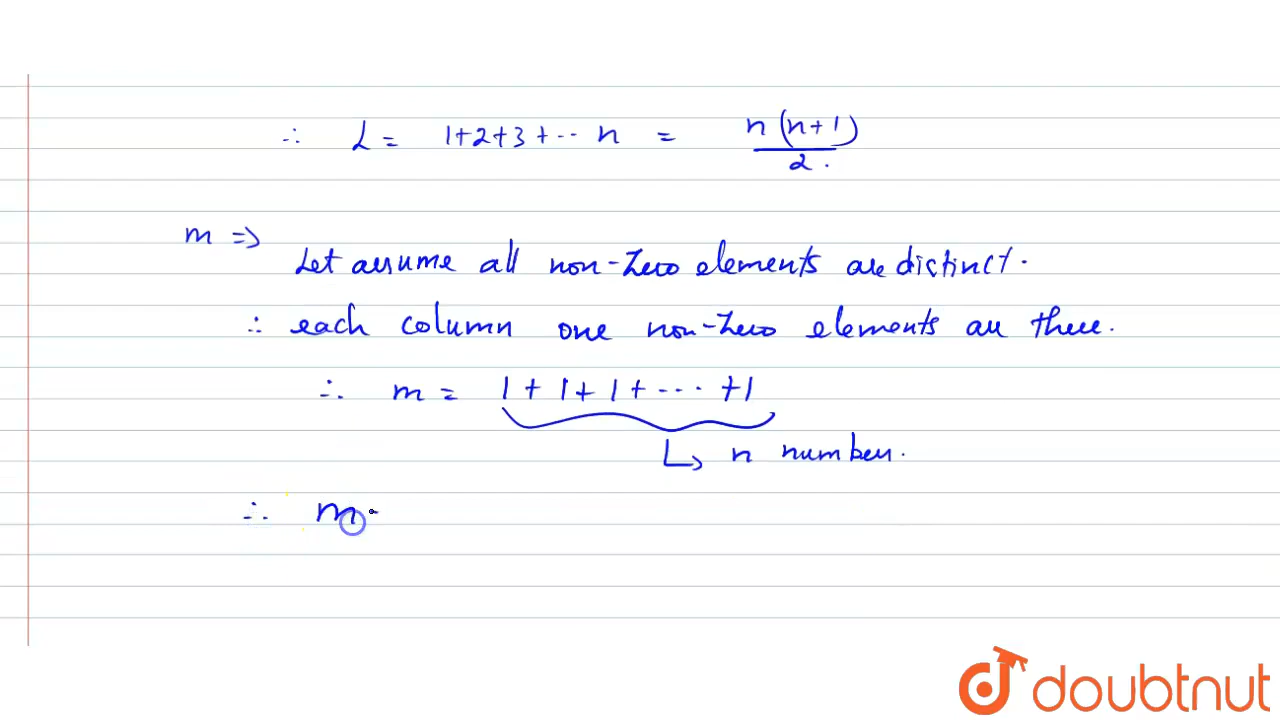 ∴ L = 1+2+3+... n = n(n+1)/2.
m ⇒
Let assume all non-zero elements are distinct.
∴ each column one non-zero elements are there.
∴ m = 1 + 1 + 1 + ... + 1
↳ n number.
∴ m
doubtnut